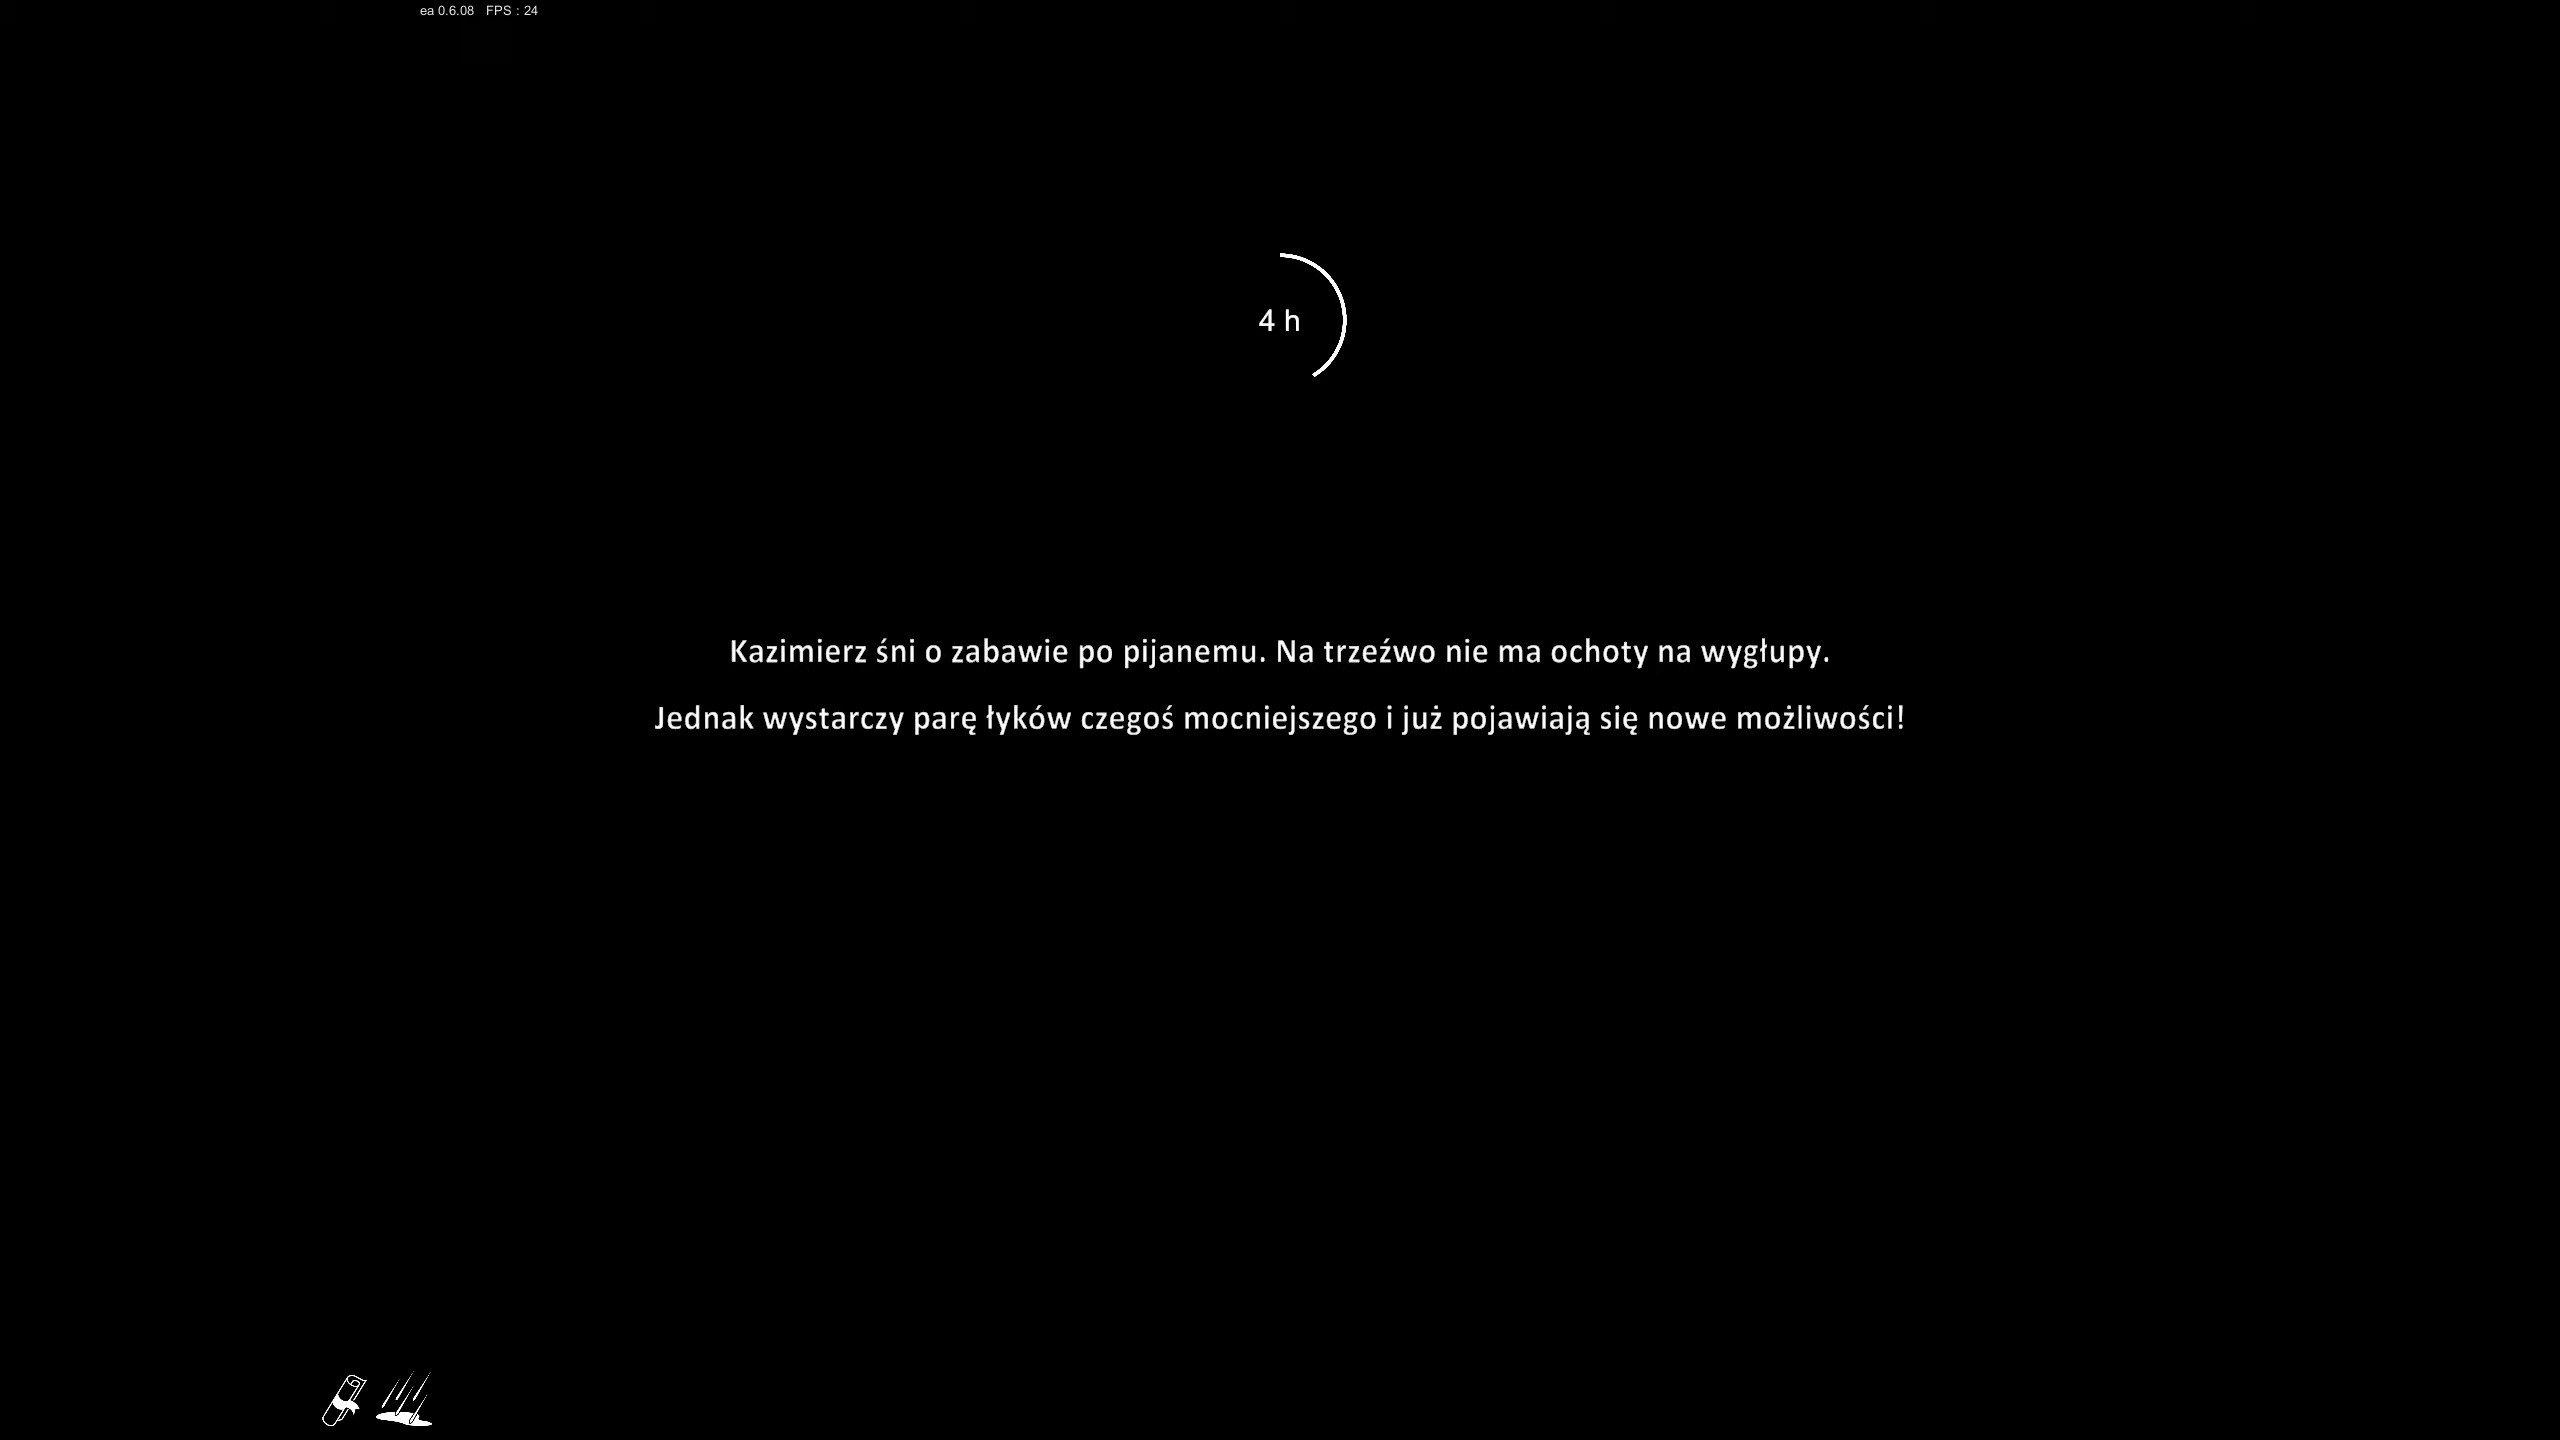 ea 0.6.08 FPS : 24
4 h
Kazimierz śni o zabawie po pijanemu. Na trzeźwo nie ma ochoty na wygłupy.
Jednak wystarczy parę łyków czegoś mocniejszego i już pojawiają się nowe możliwości!